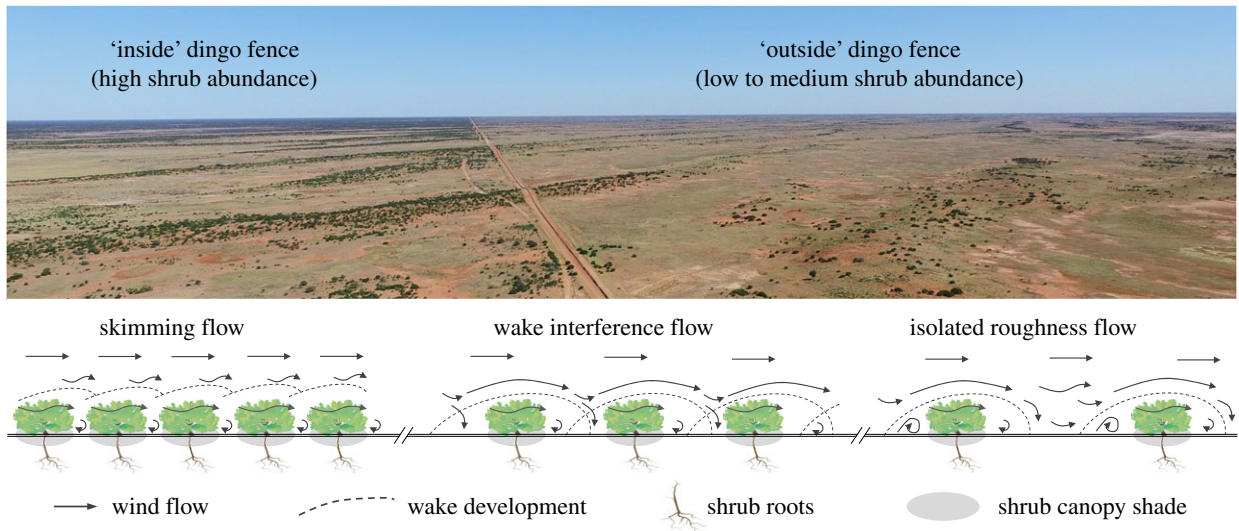 ‘inside’ dingo fence
(high shrub abundance)
‘outside’ dingo fence
(low to medium shrub abundance)
skimming flow
wake interference flow
isolated roughness flow
wind flow
wake development
shrub roots
shrub canopy shade